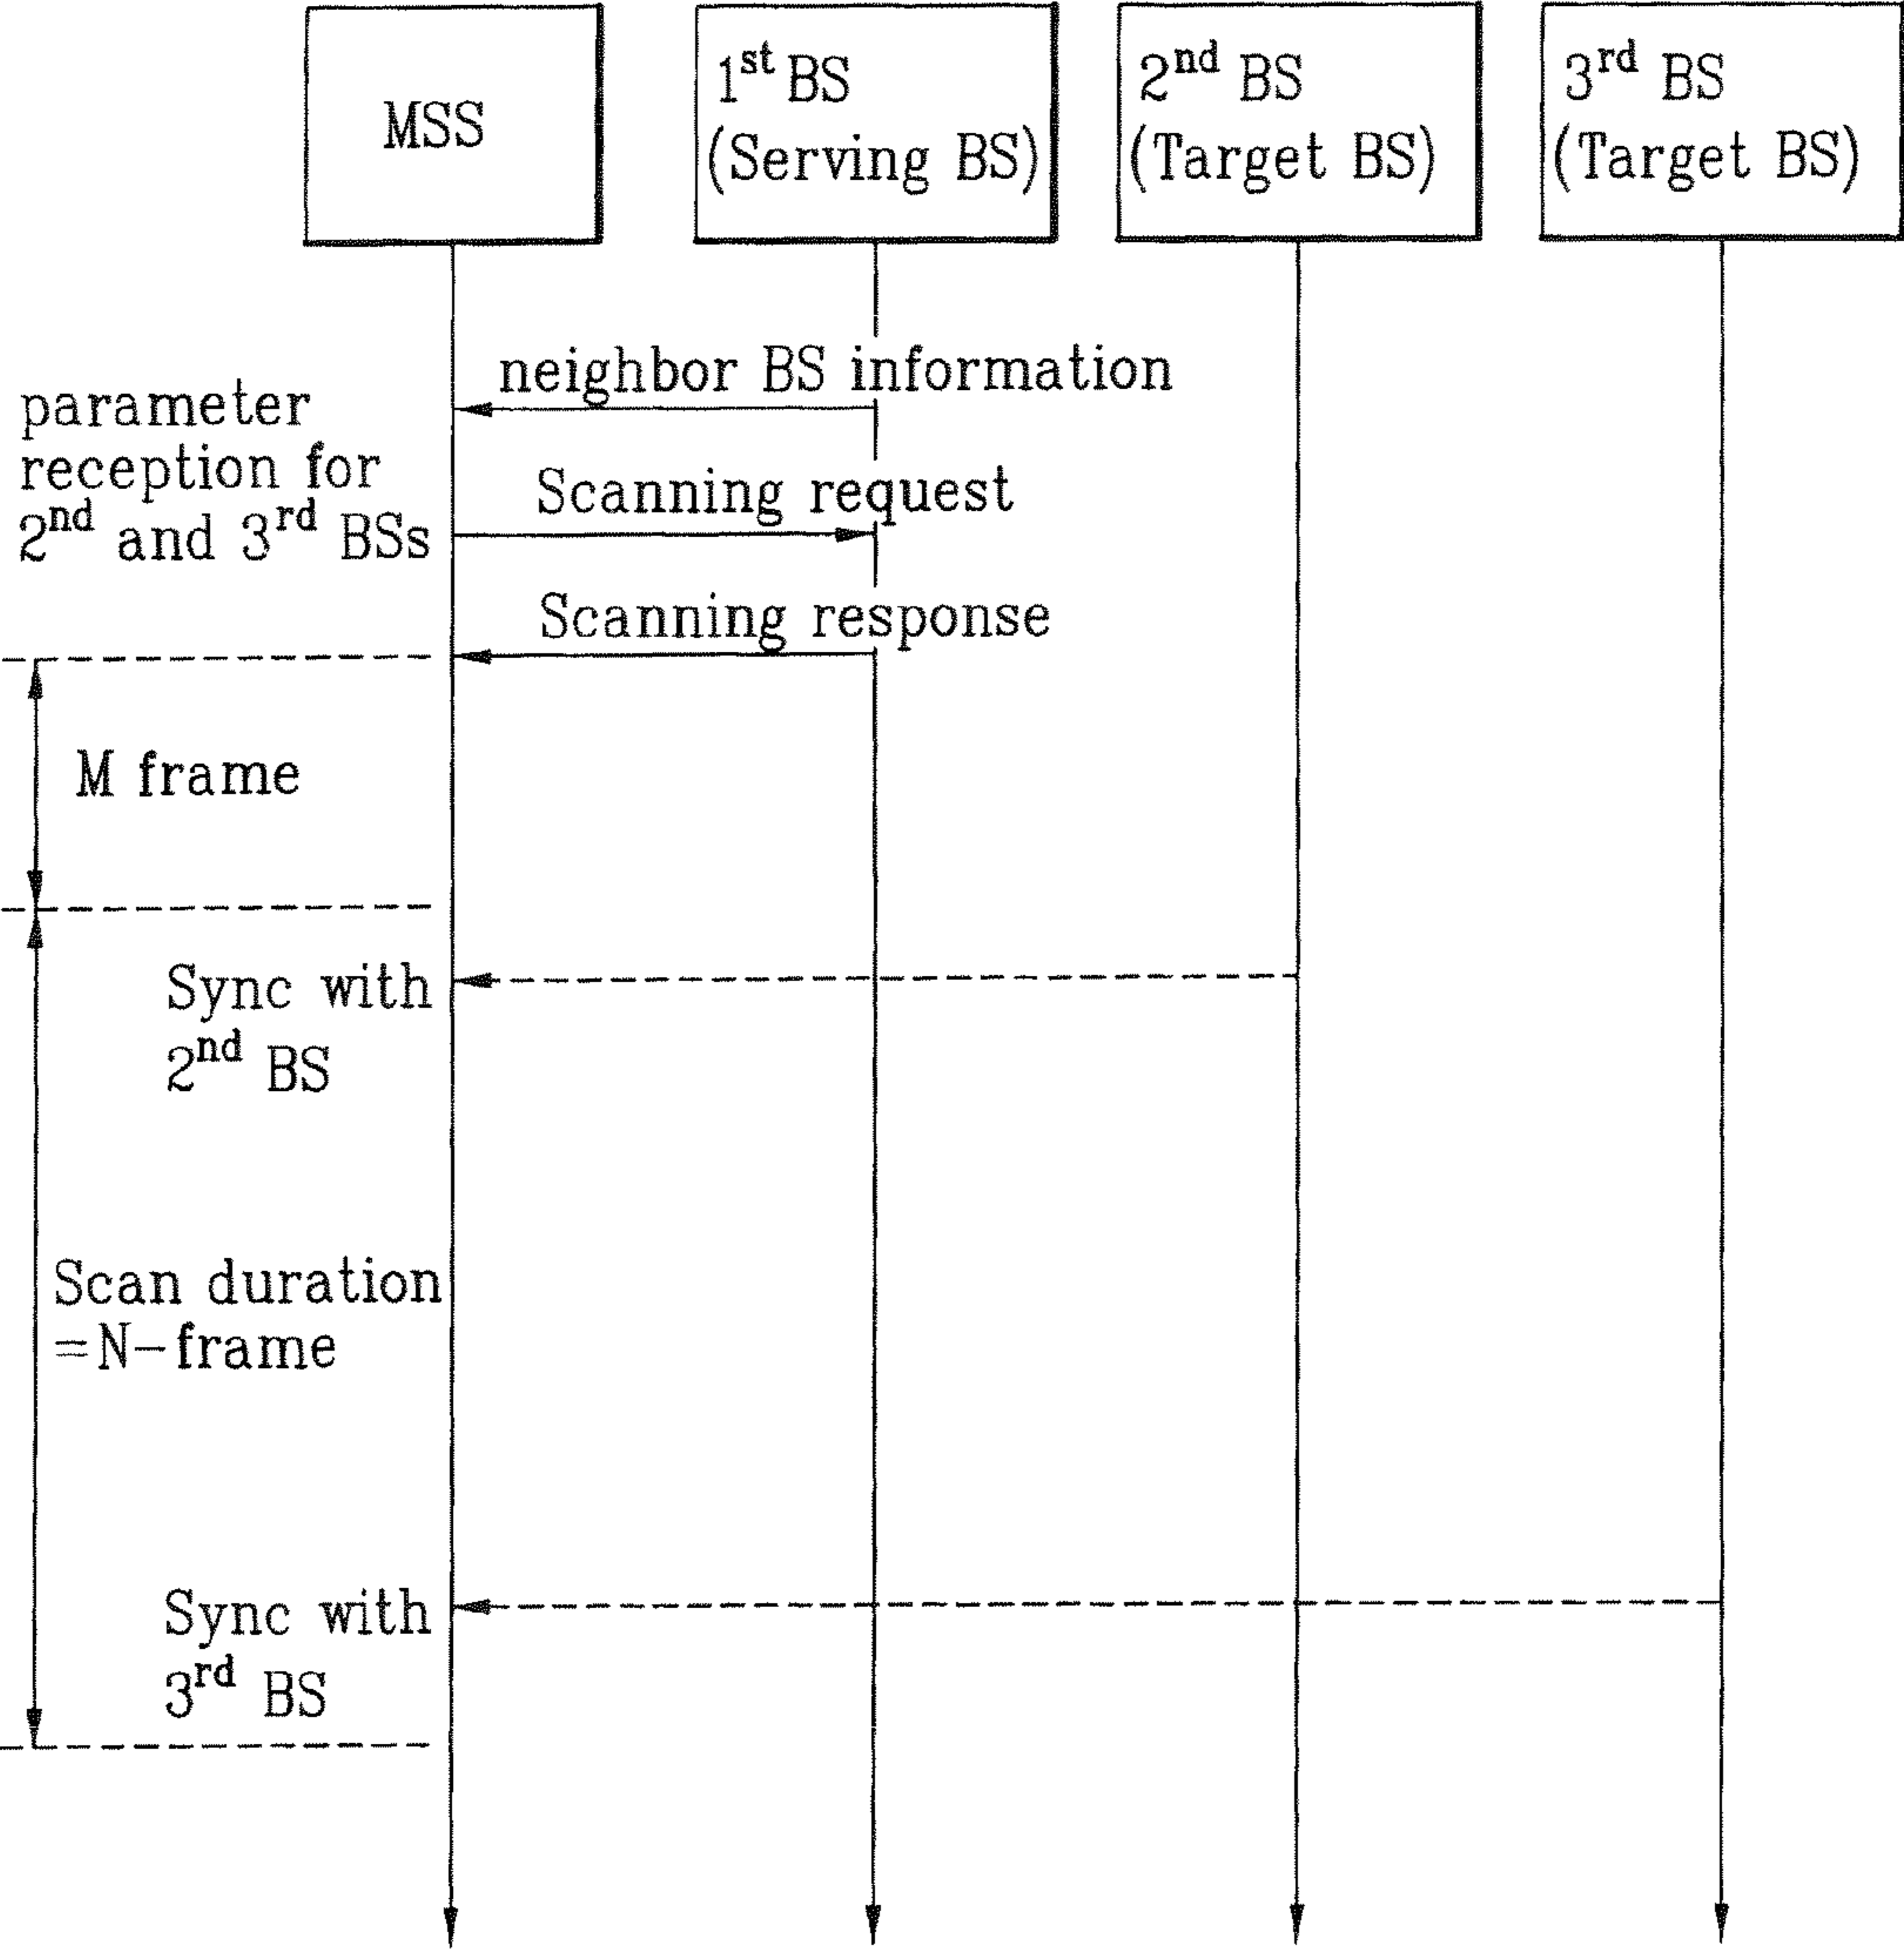 MSS
1st BS
(Serving BS)
2nd BS
(Target BS)
3rd BS
(Target BS)
neighbor BS information
parameter
reception for
2nd and 3rd BSs
Scanning request
Scanning response
M frame
Sync with
2nd BS
Scan duration
=N-frame
Sync with
3rd BS